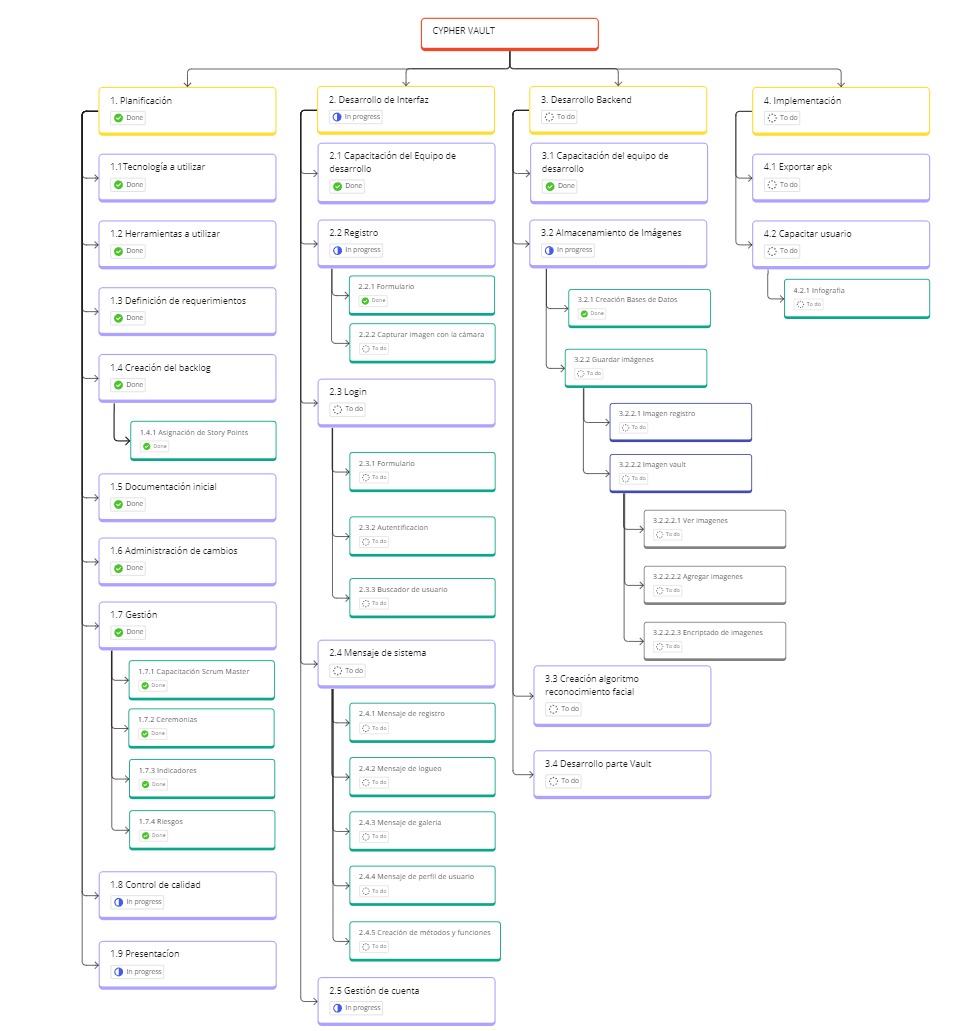 CYPHER VAULT
1. Planificación
Done
1.1Tecnología a utilizar
Done
1.2 Herramientas a utilizar
Done
1.3 Definición de requerimientos
Done
1.4 Creación del backlog
Done
1.4.1 Asignación de Story Points
Done
1.5 Documentación inicial
Done
1.6 Administración de cambios
Done
1.7 Gestión
Done
1.7.1 Capacitación Scrum Master
Done
1.7.2 Ceremonias
Done
1.7.3 Indicadores
Done
1.7.4 Riesgos
Done
1.8 Control de calidad
In progress
1.9 Presentacíon
In progress
2. Desarrollo de Interfaz
In progress
2.1 Capacitación del Equipo de
desarrollo
Done
2.2 Registro
In progress
2.2.1 Formulario
Done
2.2.2 Capturar imagen con la cámara
To do
2.3 Login
To do
2.3.1 Formulario
To do
2.3.2 Autentificacion
To do
2.3.3 Buscador de usuario
To do
2.4 Mensaje de sistema
To do
2.4.1 Mensaje de registro
To do
2.4.2 Mensaje de logueo
To do
2.4.3 Mensaje de galería
To do
2.4.4 Mensaje de perfil de usuario
To do
2.4.5 Creación de métodos y funciones
To do
2.5 Gestión de cuenta
In progress
3. Desarrollo Backend
To do
3.1 Capacitación del equipo de
desarrollo
Done
3.2 Almacenamiento de Imágenes
In progress
3.2.1 Creación Bases de Datos
Done
3.2.2 Guardar imágenes
To do
3.2.2.1 Imagen registro
To do
3.2.2.2 Imagen vault
To do
3.2.2.2.1 Ver imagenes
To do
3.2.2.2.2 Agregar imagenes
To do
3.2.2.2.3 Encriptado de imagenes
To do
3.3 Creación algoritmo
reconocimiento facial
To do
3.4 Desarrollo parte Vault
To do
4. Implementación
To do
4.1 Exportar apk
To do
4.2 Capacitar usuario
To do
4.2.1 Infografía
To do